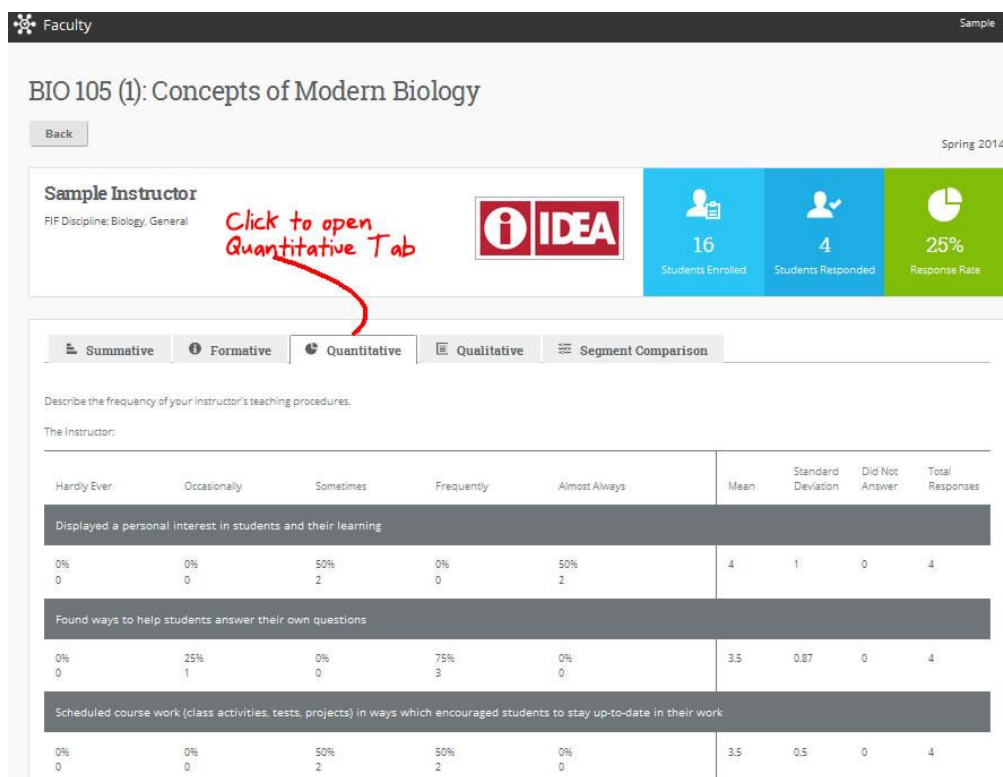 Faculty
Sample
BIO 105 (1): Concepts of Modern Biology
Back
Spring 2014
Sample Instructor
FIF Discipline: Biology, General
Click to open
Quantitative Tab
i IDEA
16
Students Enrolled
4
Students Responded
25%
Response Rate
Summative Formative Quantitative Qualitative Segment Comparison
Describe the frequency of your instructor's teaching procedures.
The Instructor:
Hardly Ever Occasionally Sometimes Frequently Almost Always Mean Standard Deviation Did Not Answer Total Responses
Displayed a personal interest in students and their learning
0% 0% 50% 0% 50% 4 1 0 4
0 0 2 0 2
Found ways to help students answer their own questions
0% 25% 0% 75% 0% 3.5 0.87 0 4
0 1 0 3 0
Scheduled course work (class activities, tests, projects) in ways which encouraged students to stay up-to-date in their work
0% 0% 50% 50% 0% 3.5 0.5 0 4
0 0 2 2 0